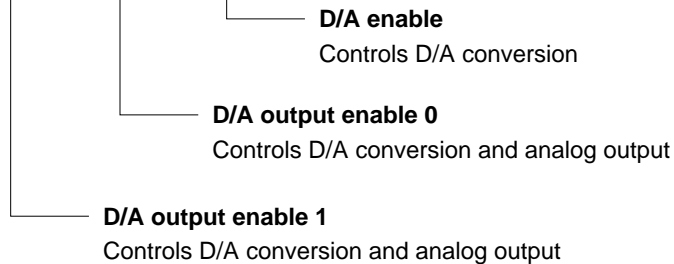 D/A enable
Controls D/A conversion
D/A output enable 0
Controls D/A conversion and analog output
D/A output enable 1
Controls D/A conversion and analog output